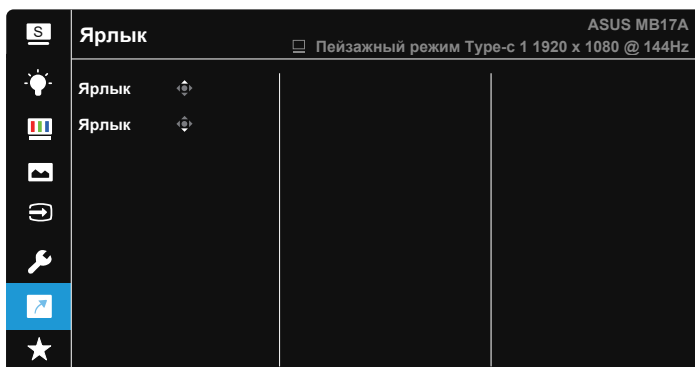 S
Ярлык
ASUS MB17A
Пейзажный режим Type-c 1 1920 x 1080 @ 144Hz
Ярлык
Ярлык